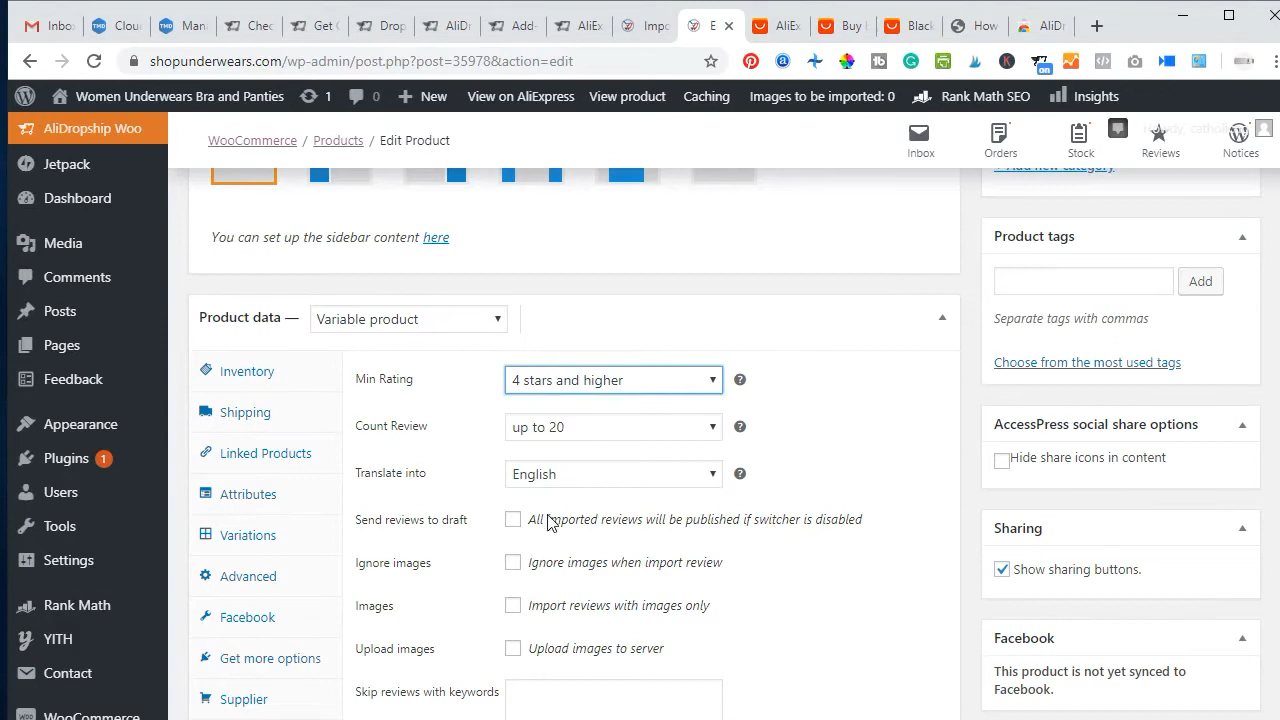 Inbo
Clou
Man
Chec
Get C
Drop
AliDr
Add-
AliEx
Impo
E
AliEx
Buy
Black
How
AliDr
shopunderwears.com/wp-admin/post.php?post=35978&action=edit
on
Women Underwears Bra and Panties
1
0
New
View on AliExpress
View product
Caching
Images to be imported: 0
Rank Math SEO
Insights
AliDropship Woo
Jetpack
Dashboard
Media
Comments
Posts
Pages
Feedback
Appearance
Plugins 1
Users
Tools
Settings
Rank Math
YITH
Contact
WooCommerce
WooCommerce / Products / Edit Product
Inbox
Orders
Stock
Reviews
Notices
+ Add new category
You can set up the sidebar content here
Product data — Variable product
Inventory
Shipping
Linked Products
Attributes
Variations
Advanced
Facebook
Get more options
Supplier
Min Rating 4 stars and higher
Count Review up to 20
Translate into English
Send reviews to draft All imported reviews will be published if switcher is disabled
Ignore images Ignore images when import review
Images Import reviews with images only
Upload images Upload images to server
Skip reviews with keywords
Product tags
Add
Separate tags with commas
Choose from the most used tags
AccessPress social share options
Hide share icons in content
Sharing
Show sharing buttons.
Facebook
This product is not yet synced to
Facebook.